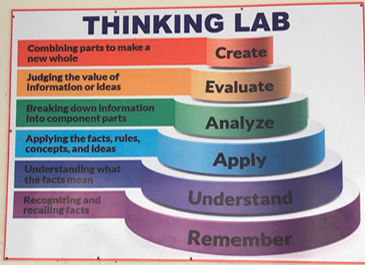 THINKING LAB
Combining parts to make a
new whole
Create
Judging the value of
information or ideas
Evaluate
Breaking down information
into component parts
Analyze
Applying the facts, rules,
concepts, and ideas
Apply
Understanding what
the facts mean
Understand
Recognizing and
recalling facts
Remember